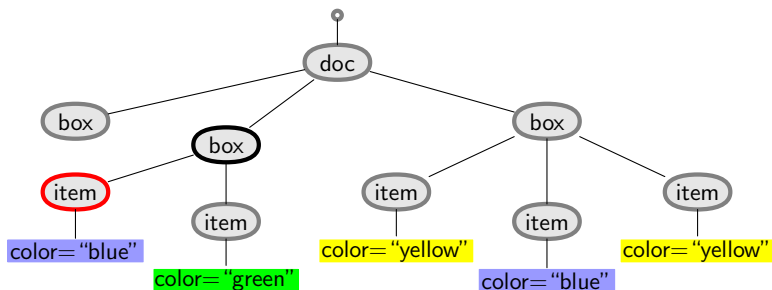 doc
box
box
box
item
item
item
item
item
color=“blue”
color=“green”
color=“yellow”
color=“blue”
color=“yellow”